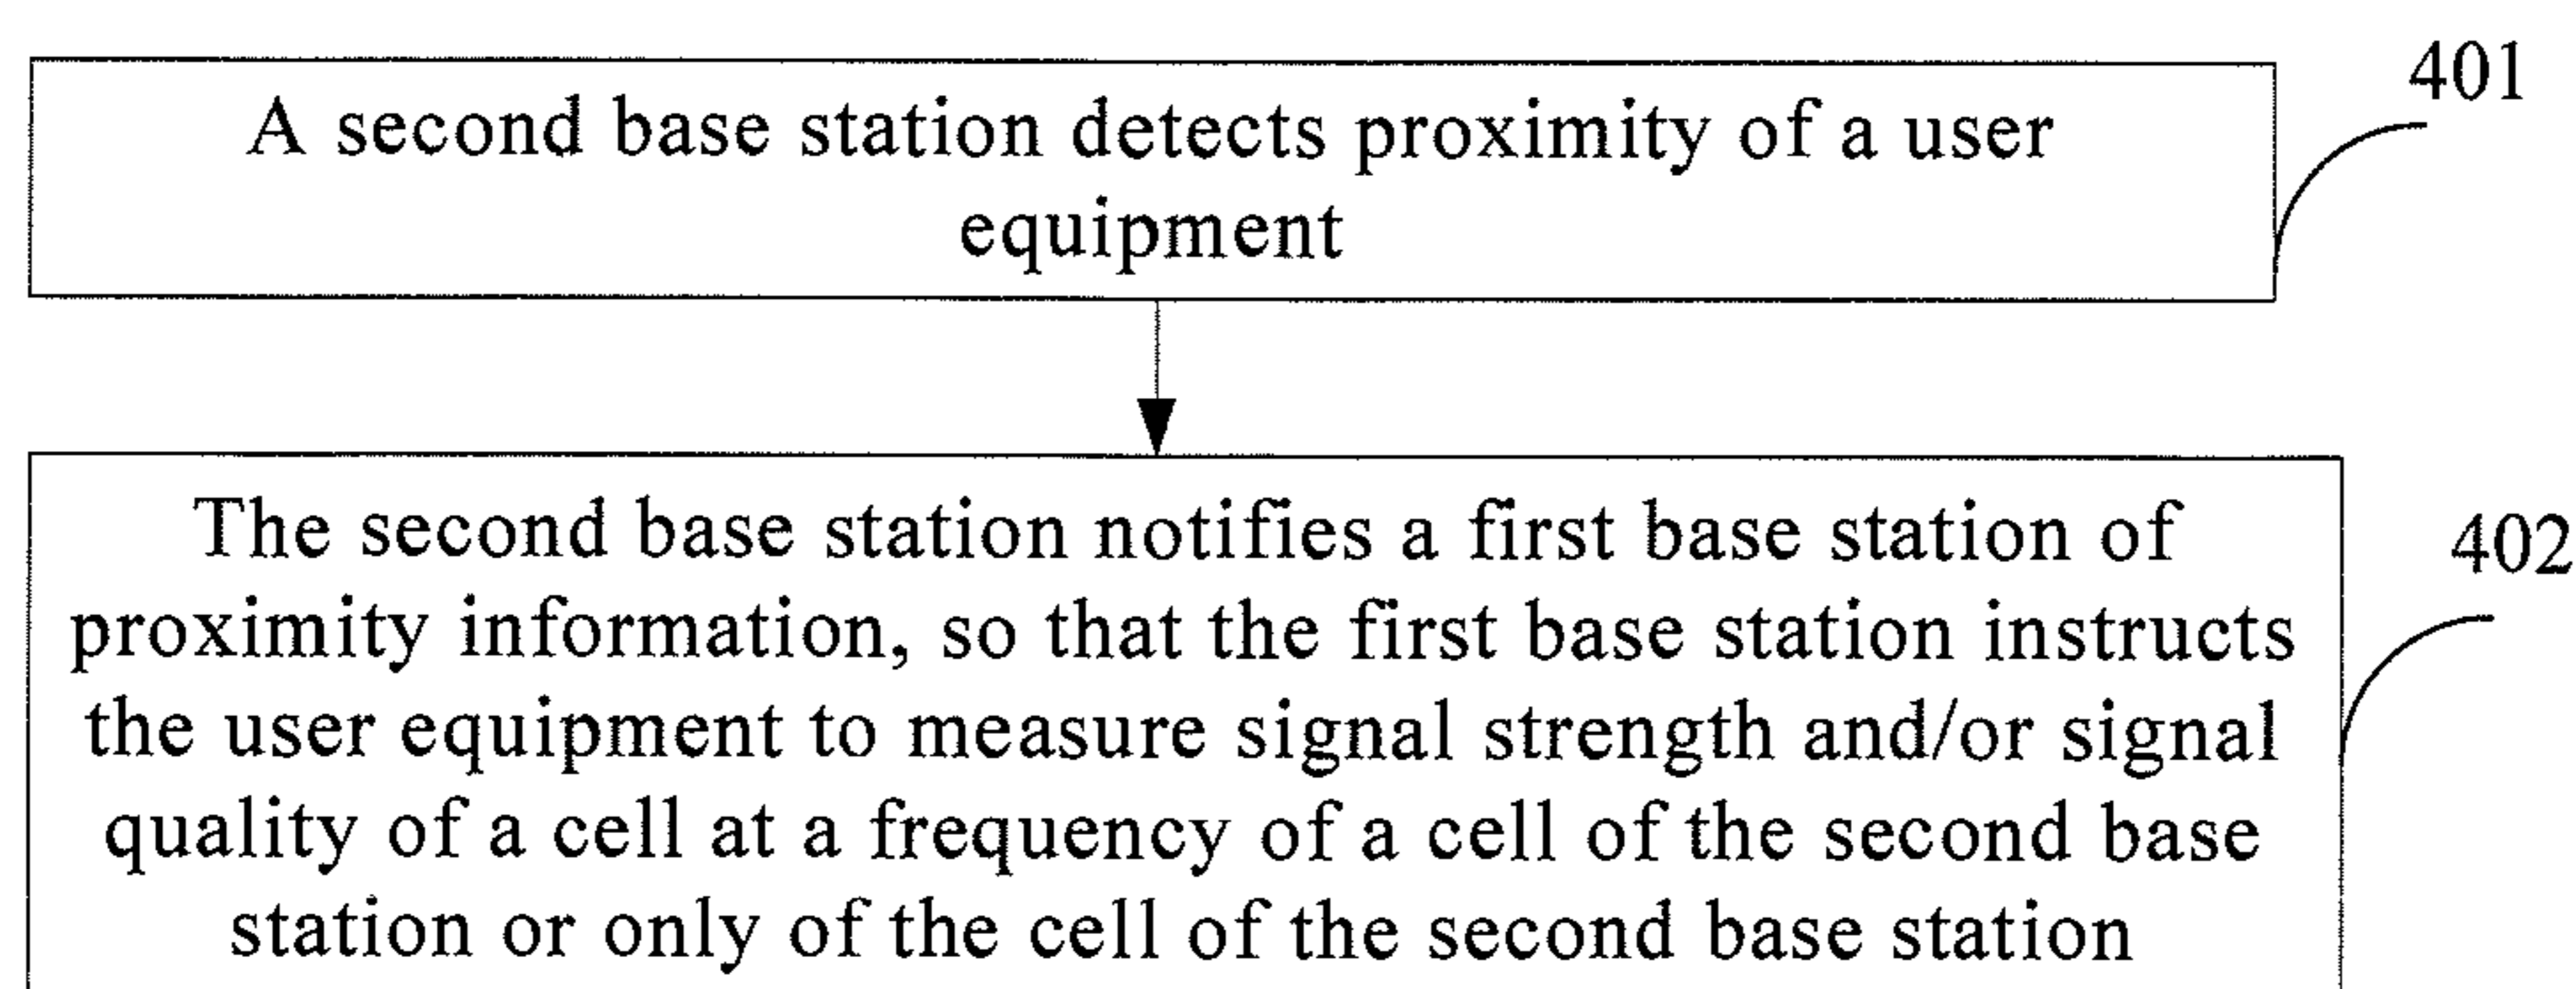 401
A second base station detects proximity of a user
equipment
The second base station notifies a first base station of
402
proximity information, so that the first base station instructs
the user equipment to measure signal strength and/or signal
quality of a cell at a frequency of a cell of the second base
station or only of the cell of the second base station